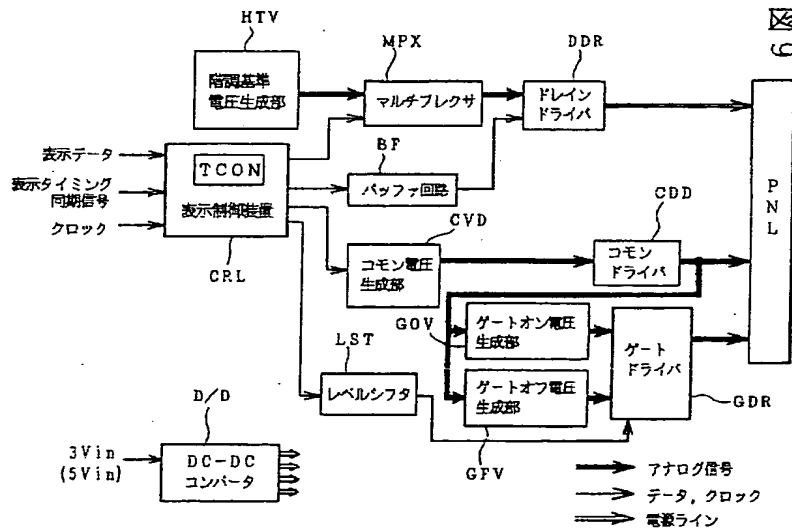 図
6
HTV
階調基準
電圧生成部
MPX
マルチプレクサ
DDR
ドレイン
ドライバ
表示データ
表示タイミング
同期信号
クロック
TCON
表示制御装置
CRL
BF
バッファ回路
CVD
コモン電圧
生成部
CDD
コモン
ドライバ
PNL
GOV
ゲートオン電圧
生成部
ゲート
ドライバ
LST
レベルシフタ
ゲートオフ電圧
生成部
GFV
GDR
D/D
3Vin
(5Vin)
DC-DC
コンバータ
アナログ信号
データ,クロック
電源ライン